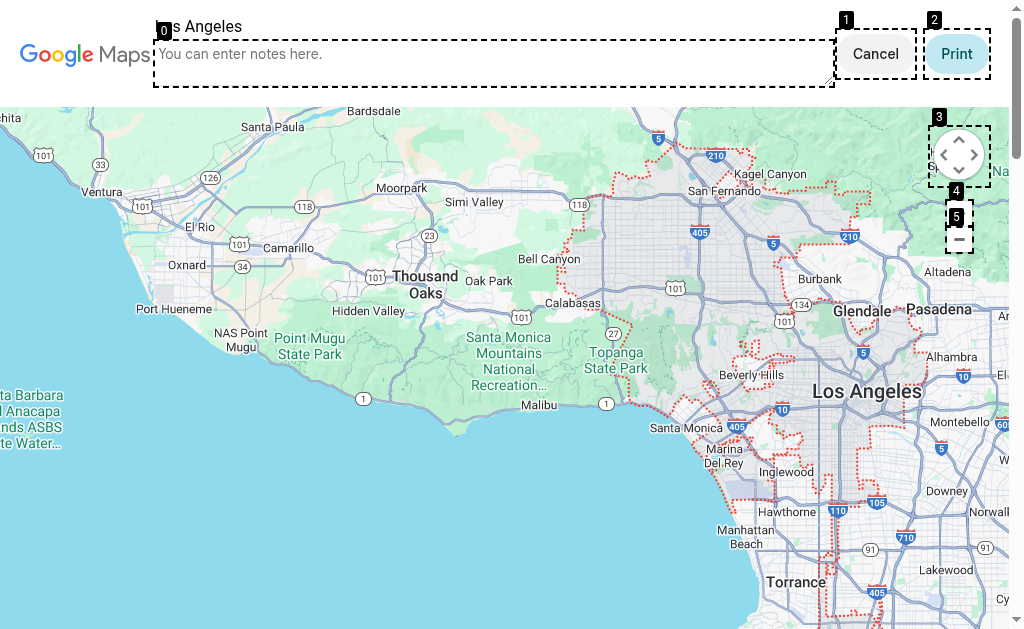 Los Angeles
Google Maps
You can enter notes here.
Cancel
Print
0
1
2
3
4
5
Bardsdale
Santa Paula
101
33
126
Ventura
101
118
El Rio
101
Camarillo
Oxnard
34
Port Hueneme
NAS Point
Mugu
Point Mugu
State Park
Moorpark
Simi Valley
118
23
Thousand
Oaks
101
Oak Park
Bell Canyon
Hidden Valley
101
Calabasas
27
Santa Monica
Mountains
National
Recreation...
Topanga
State Park
1
Malibu
1
5
210
Kagel Canyon
San Fernando
405
5
210
Burbank
101
134
101
Altadena
Glendale
Pasadena
5
Alhambra
10
Beverly Hills
Los Angeles
10
Santa Monica
405
Montebello
5
Marina
Del Rey
Inglewood
Downey
105
110
Hawthorne
Norwalk
Manhattan
Beach
710
91
91
Lakewood
Torrance
405
ta Barbara
Anacapa
nds ASBS
te Water...